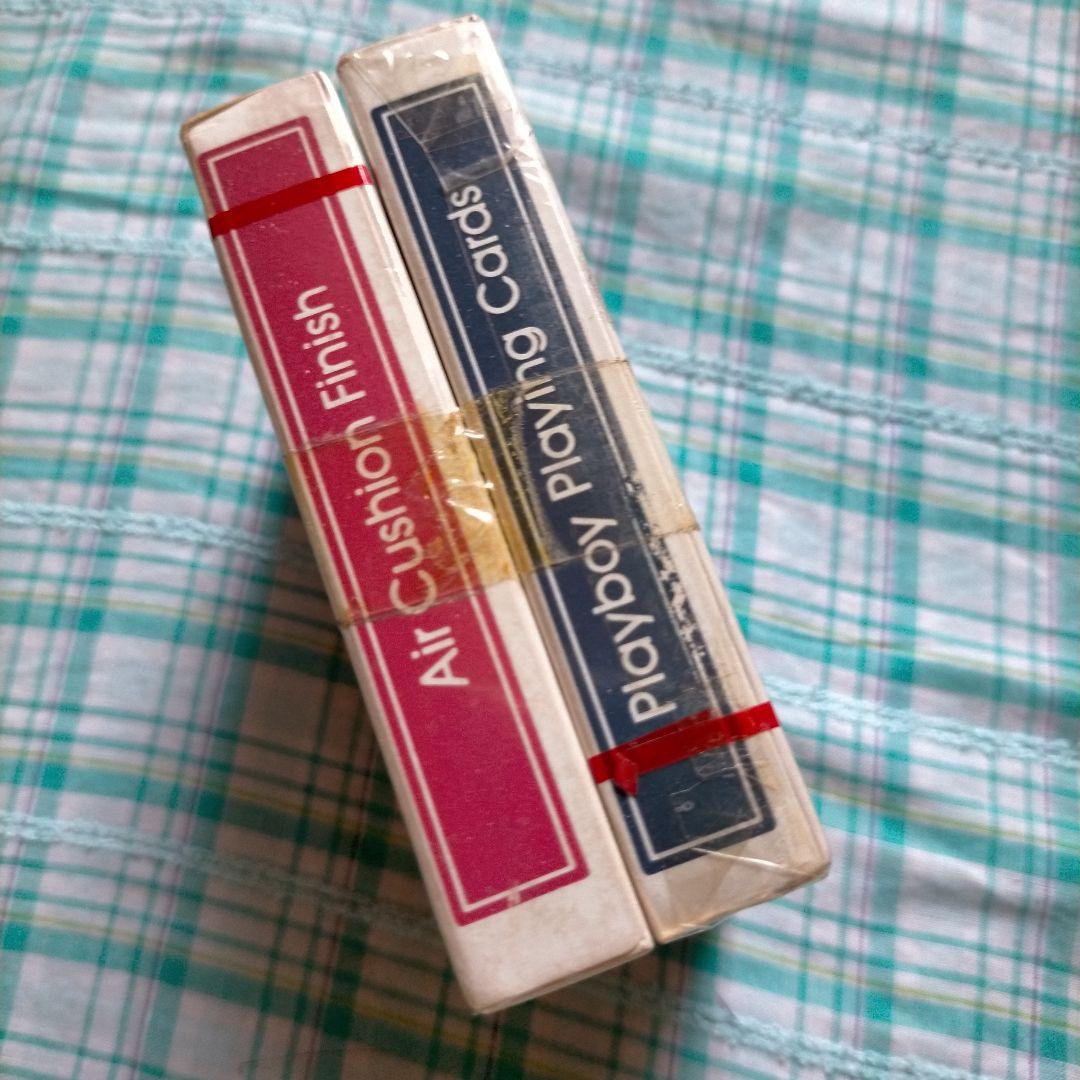 Air Cushion Finish
Playboy Playing Cards